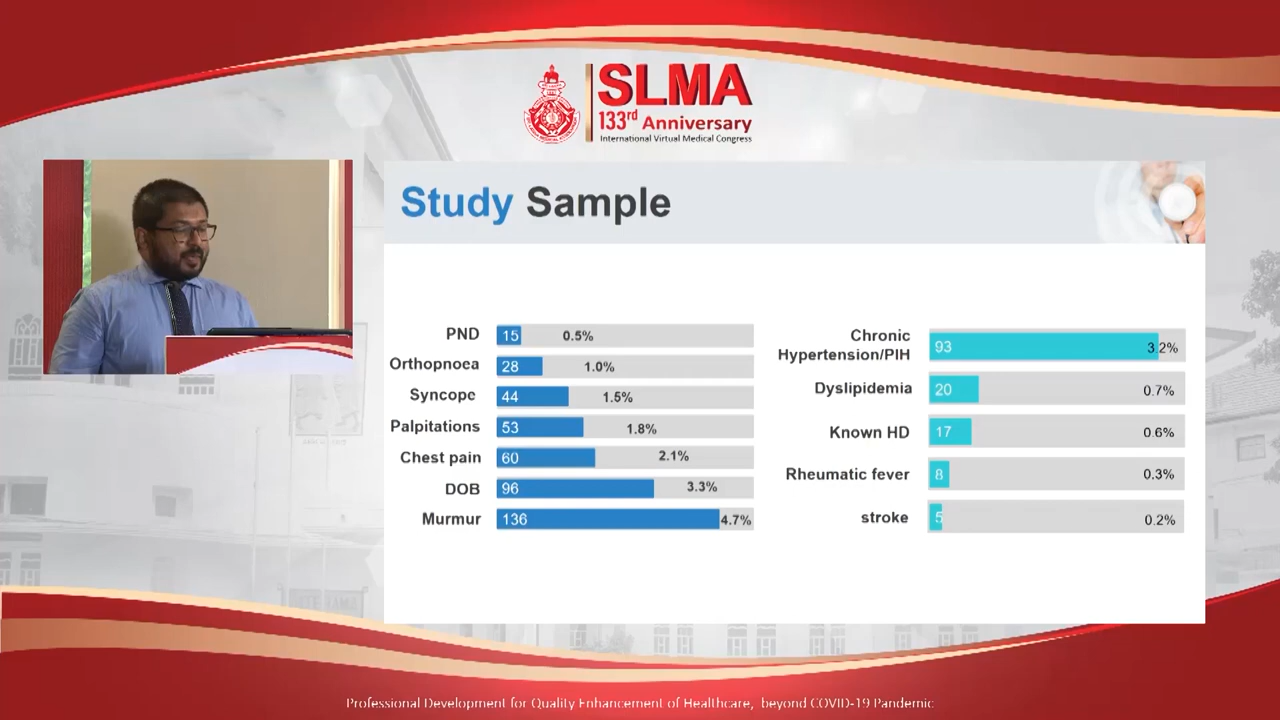 SLMA
133rd Anniversary
International Virtual Medical Congress
Study Sample
PND 15 0.5%
Orthopnoea 28 1.0%
Syncope 44 1.5%
Palpitations 53 1.8%
Chest pain 60 2.1%
DOB 96 3.3%
Murmur 136 4.7%
Chronic
Hypertension/PIH 93 3.2%
Dyslipidemia 20 0.7%
Known HD 17 0.6%
Rheumatic fever 8 0.3%
stroke 5 0.2%
Professional Development for Quality Enhancement of Healthcare, beyond COVID-19 Pandemic